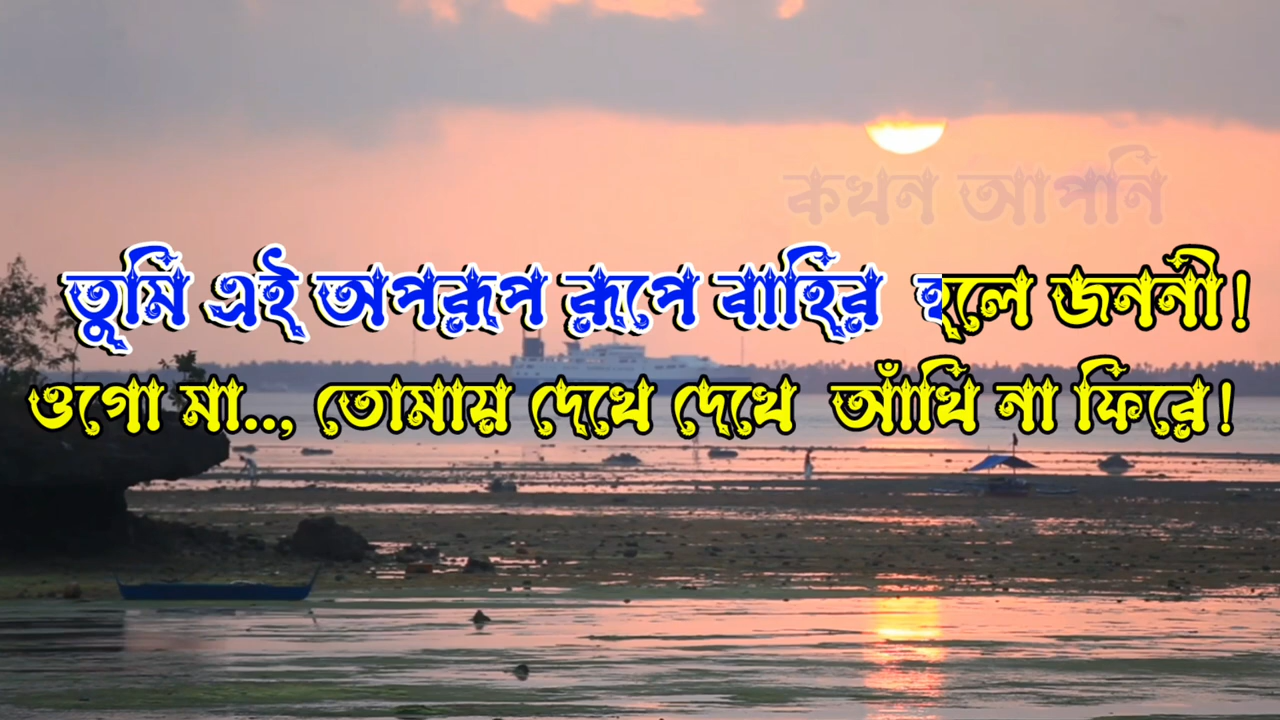 কখন আপনি
তুমি এই অপরূপ রূপে বাহির হলে জননী!
ওগো মা.., তোমায় দেখে দেখে আঁখি না ফিরে!